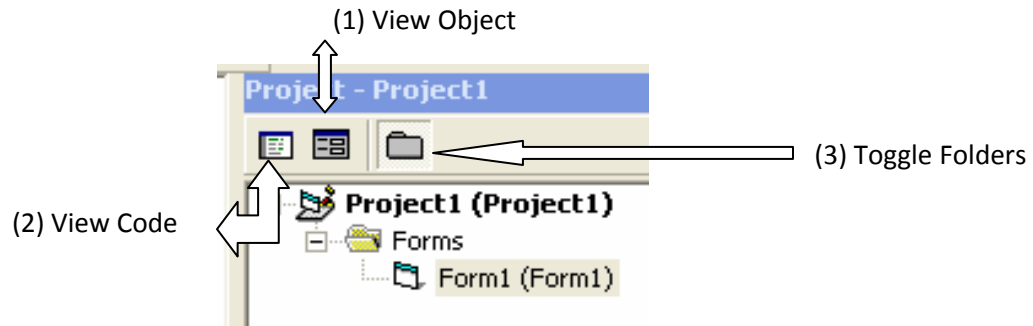 (1) View Object
Project - Project1
(3) Toggle Folders
Project1 (Project1)
(2) View Code
Forms
Form1 (Form1)